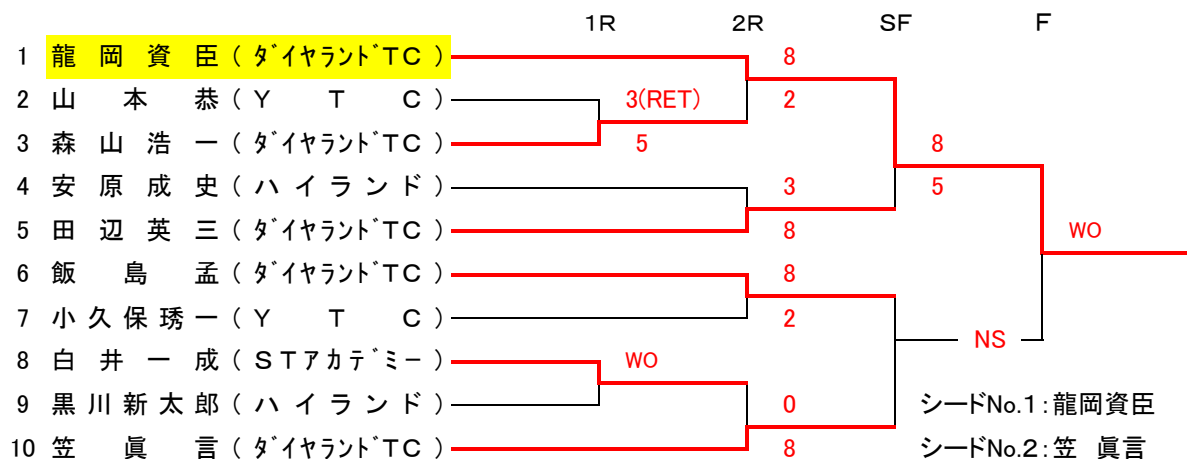 1R 2R SF F
1 龍岡資臣(ダイヤランドTC) 8
2 山本恭(YTC) 3(RET) 2
3 森山浩一(ダイヤランドTC) 5 8
4 安原成史(ハイランド) 3 5
5 田辺英三(ダイヤランドTC) 8 WO
6 飯島孟(ダイヤランドTC) 8
7 小久保琇一(YTC) 2
NS
8 白井一成(STアカデミー) WO
9 黒川新太郎(ハイランド) 0 シードNo.1:龍岡資臣
10 笠眞言(ダイヤランドTC) 8 シードNo.2:笠 眞言